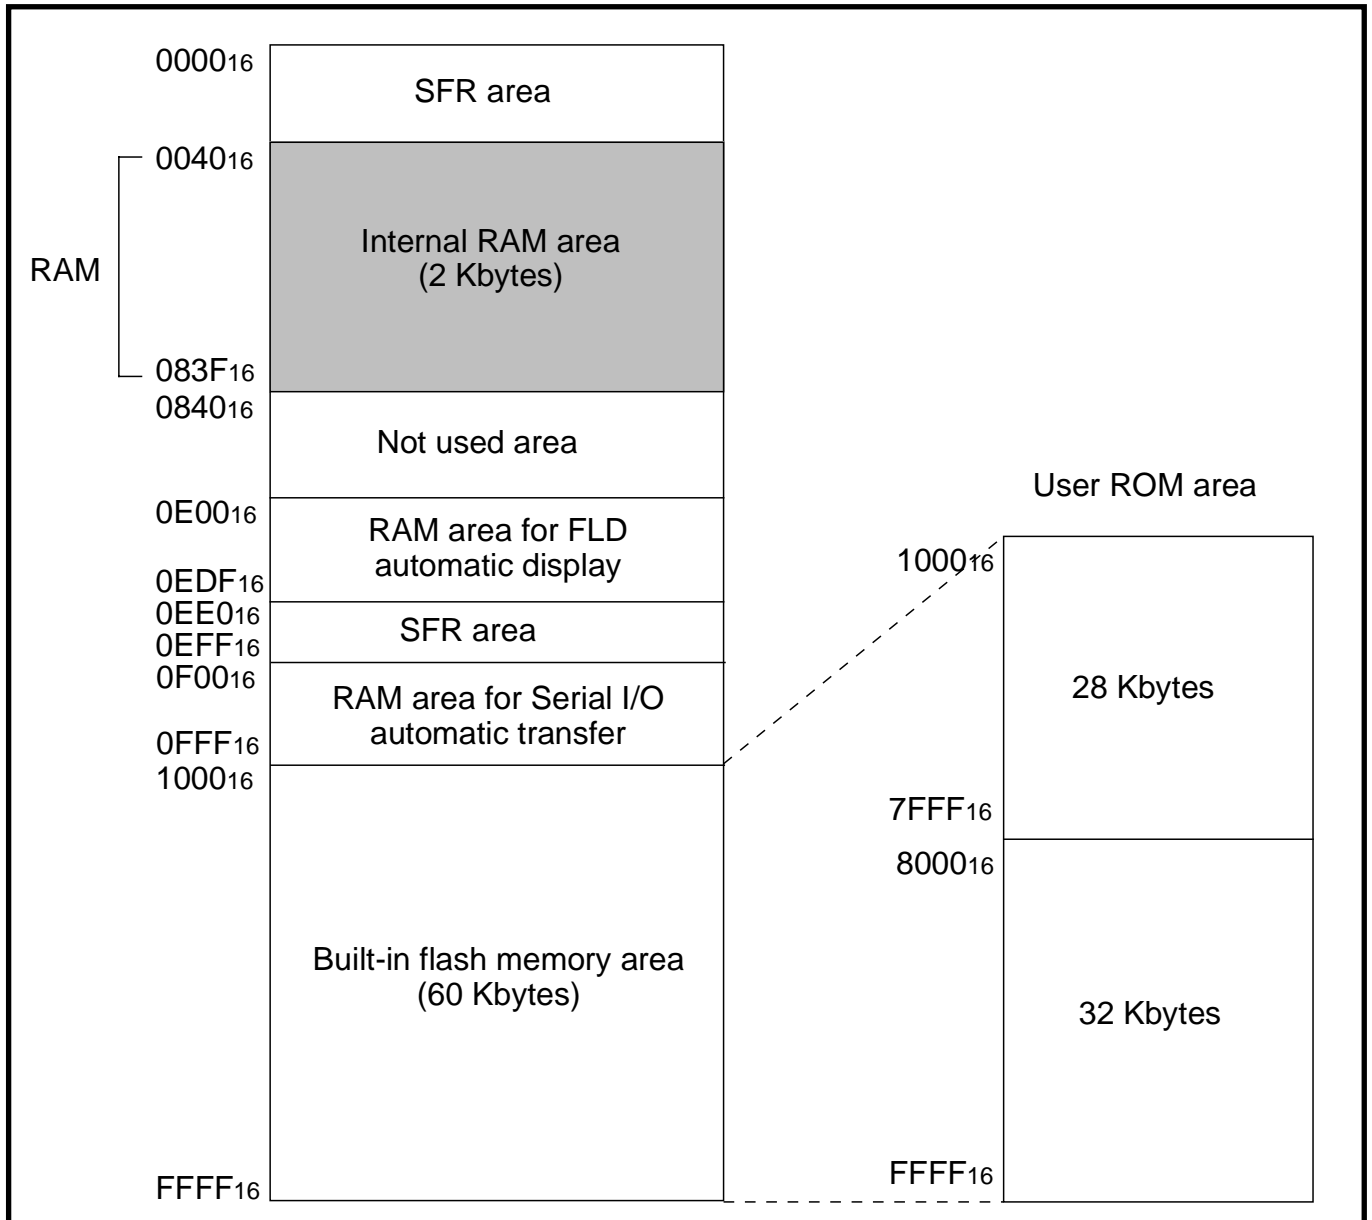 0000₁₆
SFR area
0040₁₆
Internal RAM area
(2 Kbytes)
RAM
083F₁₆
0840₁₆
Not used area
0E00₁₆
RAM area for FLD
automatic display
0EDF₁₆
0EE0₁₆
SFR area
0EFF₁₆
0F00₁₆
RAM area for Serial I/O
automatic transfer
0FFF₁₆
1000₁₆
Built-in flash memory area
(60 Kbytes)
FFFF₁₆
User ROM area
1000₁₆
28 Kbytes
7FFF₁₆
8000₁₆
32 Kbytes
FFFF₁₆